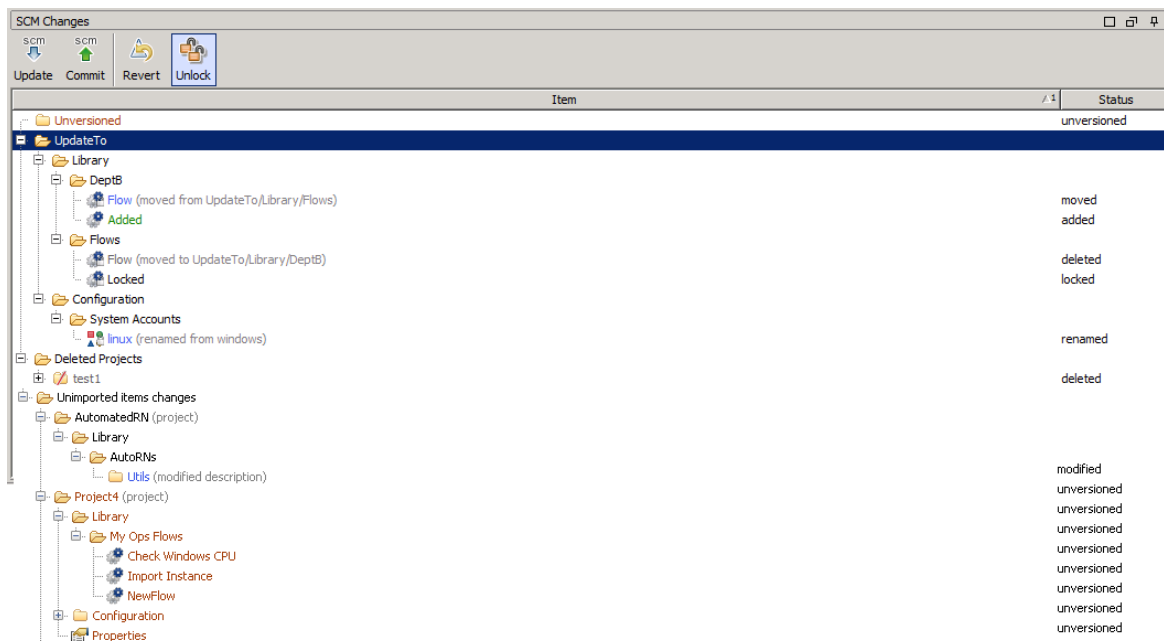 SCM Changes
scm scm
Update Commit Revert Unlock
Item 1 Status
Unversioned unversioned
UpdateTo
Library
DeptB
Flow (moved from UpdateTo/Library/Flows) moved
Added added
Flows
Flow (moved to UpdateTo/Library/DeptB) deleted
Locked locked
Configuration
System Accounts
linux (renamed from windows) renamed
Deleted Projects
test1 deleted
Unimported items changes
AutomatedRN (project)
Library
AutoRNs
Utils (modified description) modified
Project4 (project) unversioned
Library unversioned
My Ops Flows unversioned
Check Windows CPU unversioned
Import Instance unversioned
NewFlow unversioned
Configuration unversioned
Properties unversioned